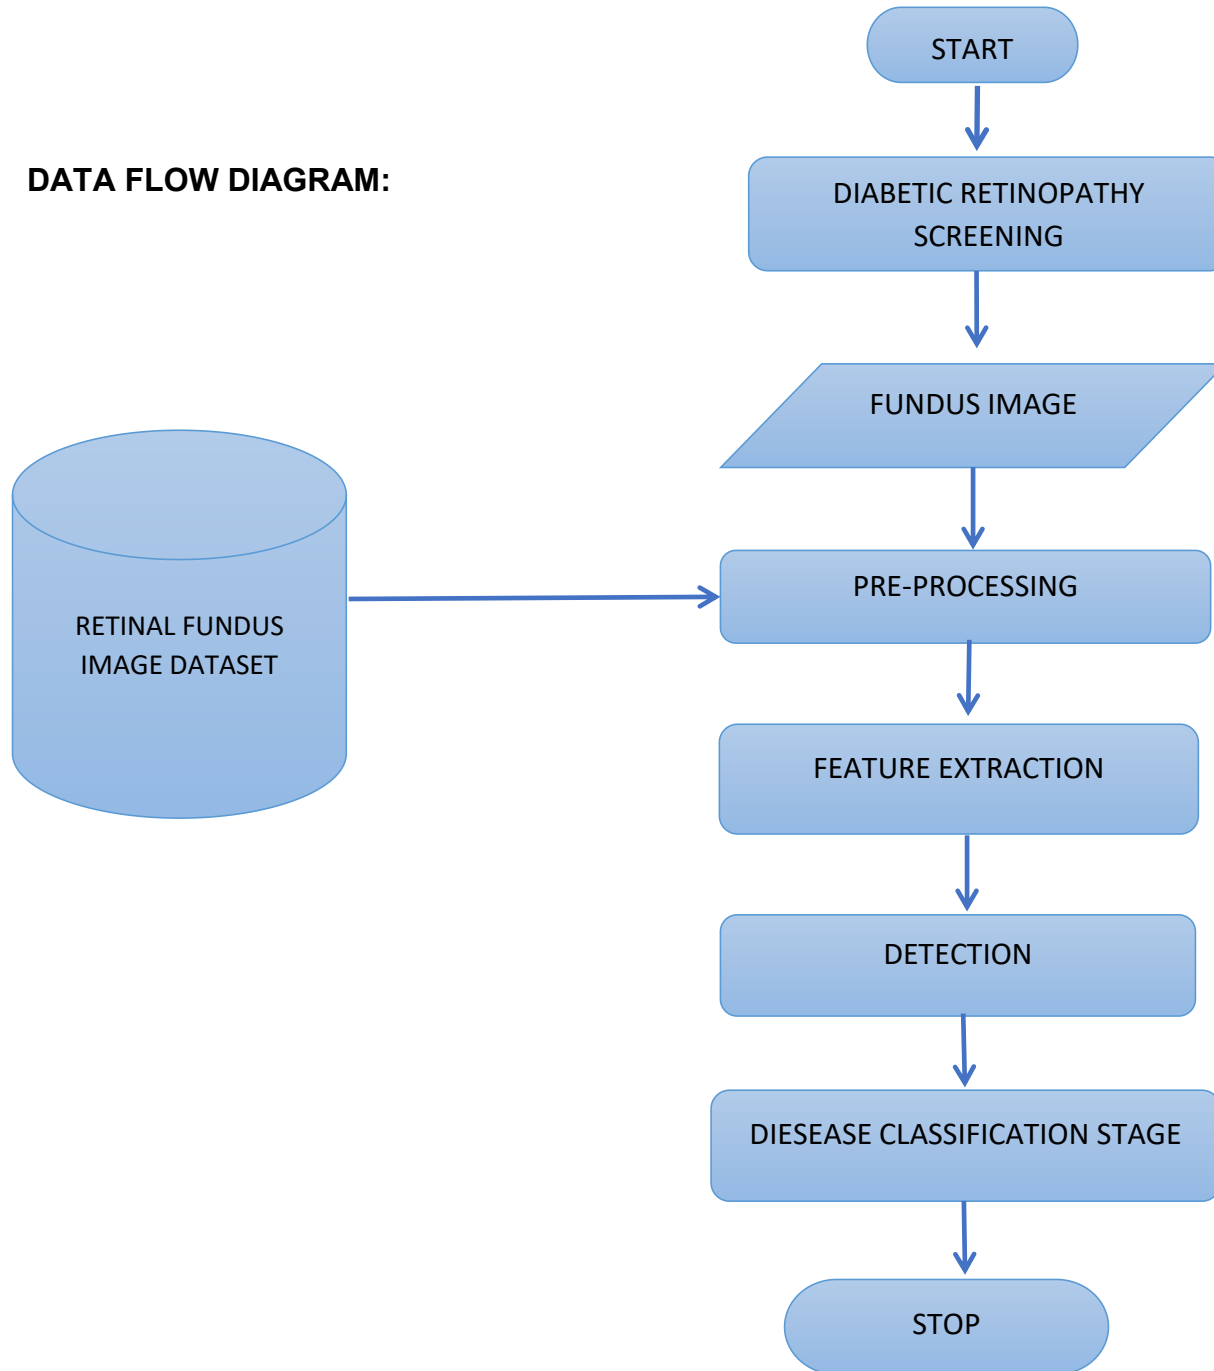 START
DATA FLOW DIAGRAM:
DIABETIC RETINOPATHY
SCREENING
FUNDUS IMAGE
RETINAL FUNDUS
IMAGE DATASET
PRE-PROCESSING
FEATURE EXTRACTION
DETECTION
DIESEASE CLASSIFICATION STAGE
STOP